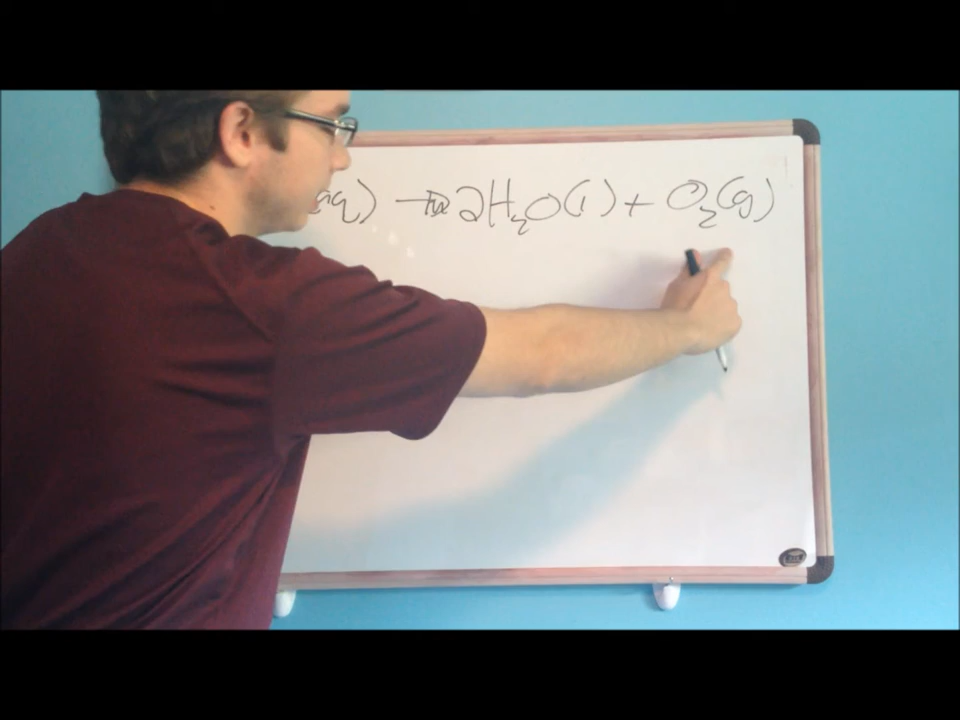 aq) → 2H₂O(l) + O₂(g)